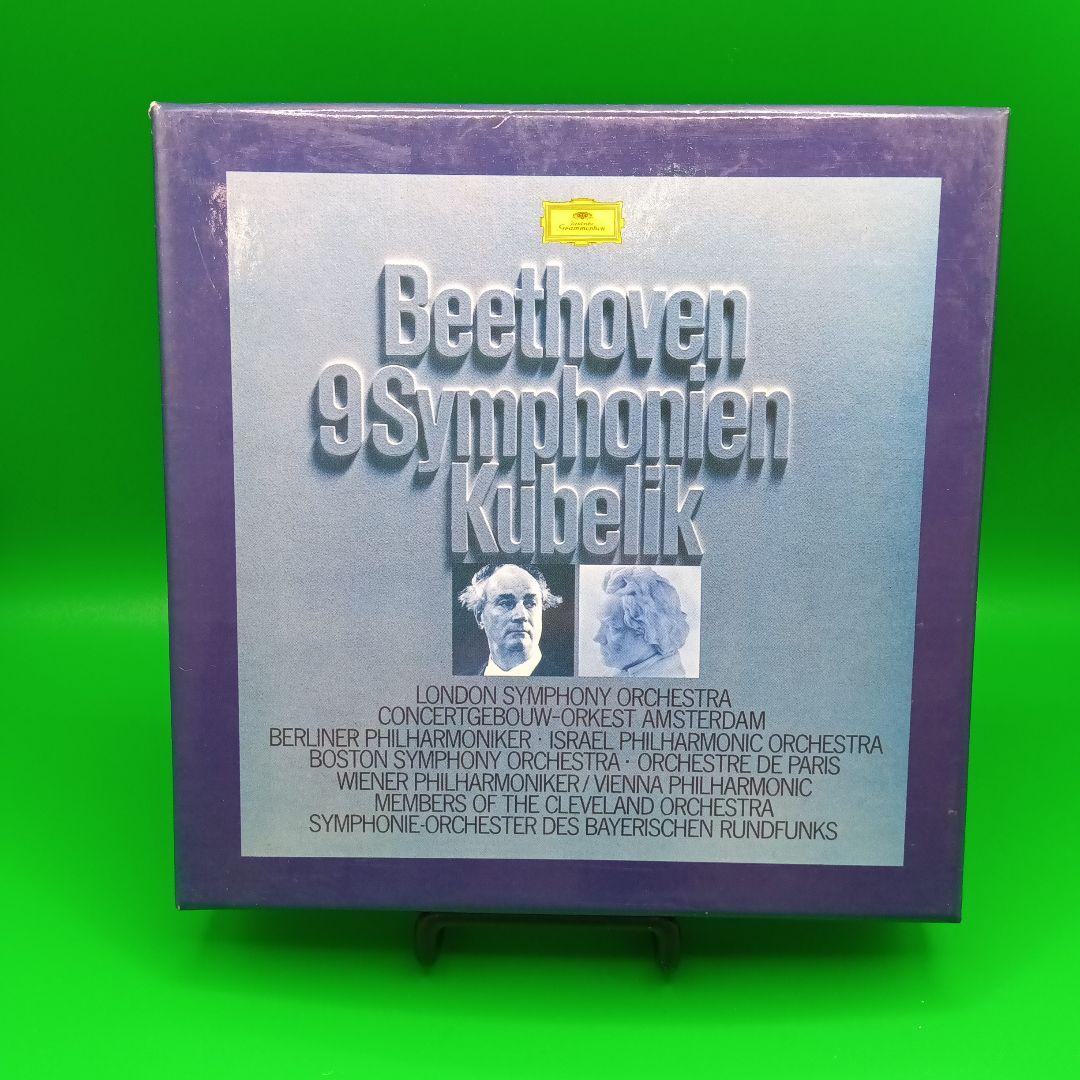 Deutsche
Grammophon
Beethoven
9 Symphonien
Kubelik
LONDON SYMPHONY ORCHESTRA
CONCERTGEBOUW-ORKEST AMSTERDAM
BERLINER PHILHARMONIKER · ISRAEL PHILHARMONIC ORCHESTRA
BOSTON SYMPHONY ORCHESTRA · ORCHESTRE DE PARIS
WIENER PHILHARMONIKER / VIENNA PHILHARMONIC
MEMBERS OF THE CLEVELAND ORCHESTRA
SYMPHONIE-ORCHESTER DES BAYERISCHEN RUNDFUNKS